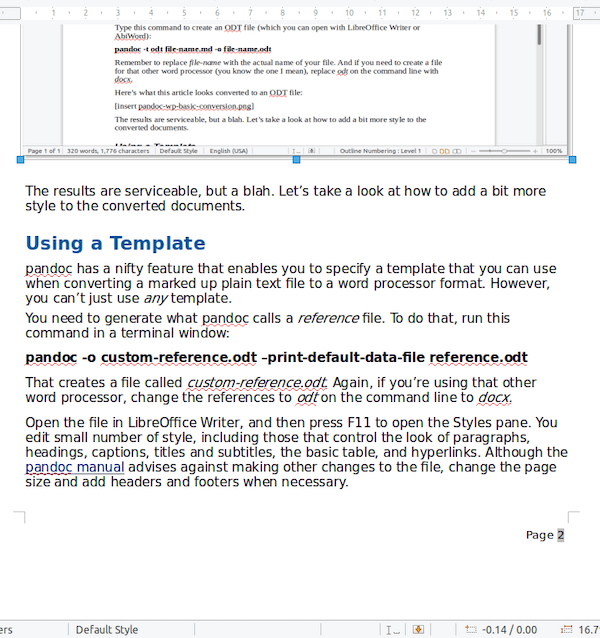 1 2 3 4 5 6 7 8 9 10 11 12 13 14 15 16 17
Type this command to create an ODT file (which you can open with LibreOffice Writer or
AbiWord):
pandoc -t odt file-name.md -o file-name.odt
Remember to replace file-name with the actual name of your file. And if you need to create a file
for that other word processor (you know the one I mean), replace odt on the command line with
docx.
Here's what this article looks converted to an ODT file:
[insert pandoc-wp-basic-conversion.png]
The results are serviceable, but a blah. Let's take a look at how to add a bit more style to the
converted documents.
Using a Template
Page 1 of 1 320 words, 1,776 characters Default Style English (USA) Outline Numbering : Level 1 100%
The results are serviceable, but a blah. Let’s take a look at how to add a bit more
style to the converted documents.
Using a Template
pandoc has a nifty feature that enables you to specify a template that you can use
when converting a marked up plain text file to a word processor format. However,
you can’t just use any template.
You need to generate what pandoc calls a reference file. To do that, run this
command in a terminal window:
pandoc -o custom-reference.odt –print-default-data-file reference.odt
That creates a file called custom-reference.odt. Again, if you’re using that other
word processor, change the references to odt on the command line to docx.
Open the file in LibreOffice Writer, and then press F11 to open the Styles pane. You
edit small number of style, including those that control the look of paragraphs,
headings, captions, titles and subtitles, the basic table, and hyperlinks. Although the
pandoc manual advises against making other changes to the file, change the page
size and add headers and footers when necessary.
Page 2
ers Default Style -0.14 / 0.00 16.7